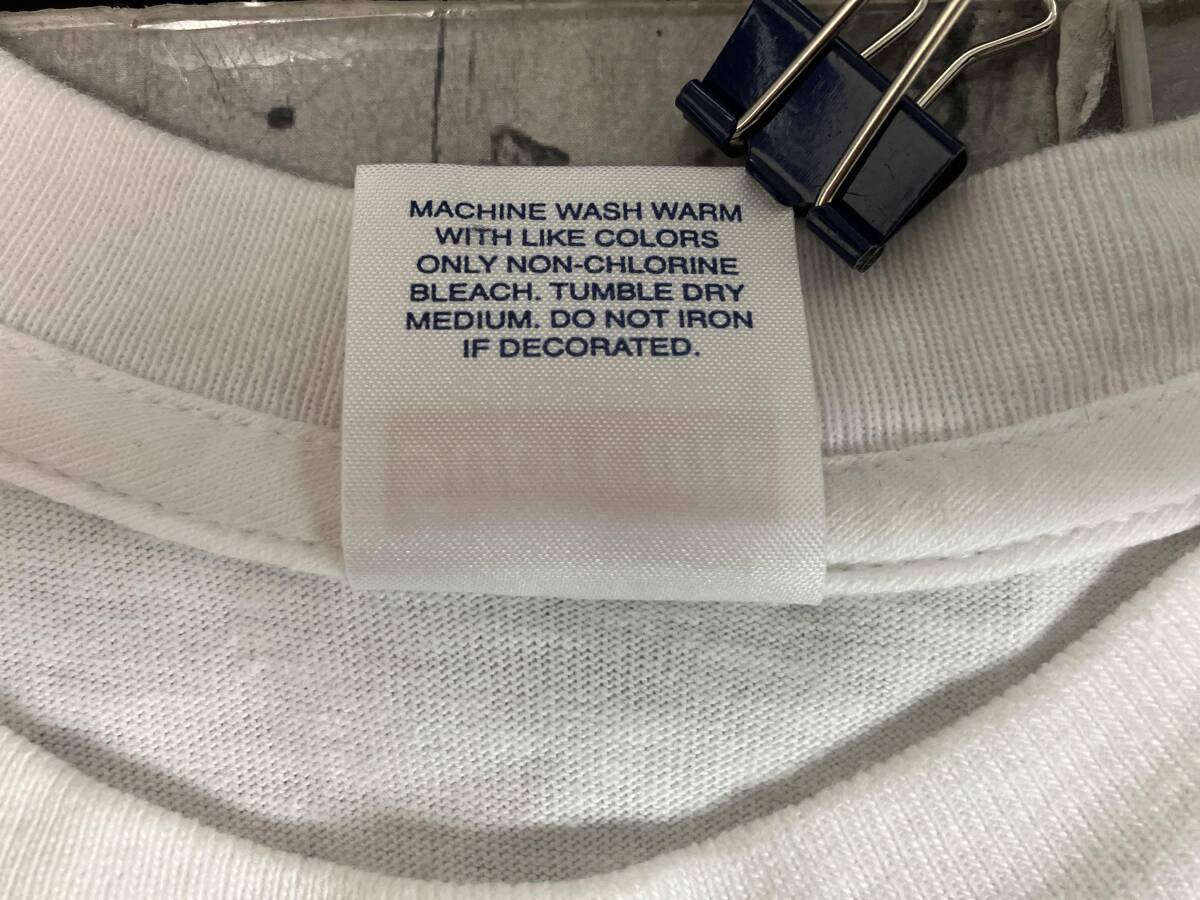 MACHINE WASH WARM
WITH LIKE COLORS
ONLY NON-CHLORINE
BLEACH. TUMBLE DRY
MEDIUM. DO NOT IRON
IF DECORATED.